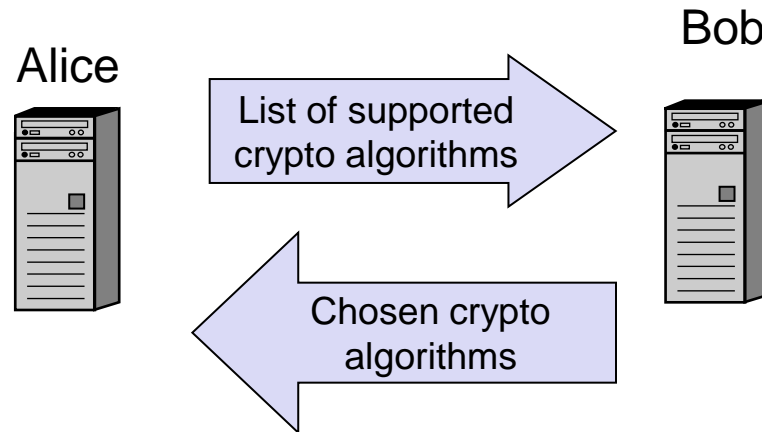 Alice
Bob
List of supported
crypto algorithms
Chosen crypto
algorithms